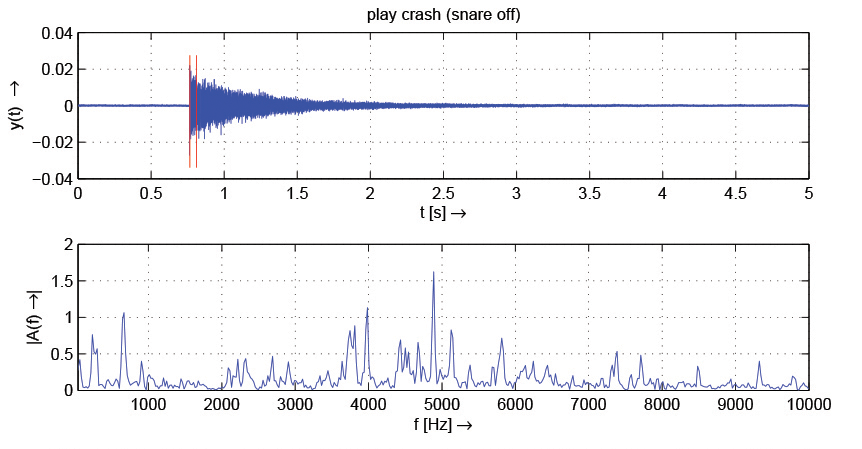 play crash (snare off)
0.04
0.02
0
−0.02
−0.04
y(t) →
0 0.5 1 1.5 2 2.5 3 3.5 4 4.5 5
t [s] →
2
1.5
1
0.5
0
|A(f) →|
1000 2000 3000 4000 5000 6000 7000 8000 9000 10000
f [Hz] →